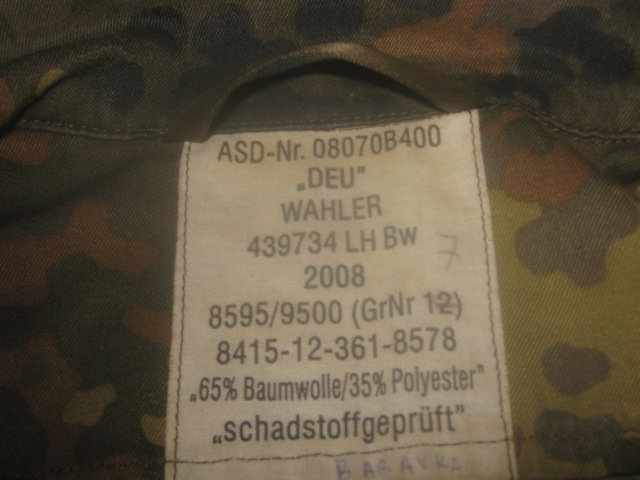 ASD-Nr. 08070B400
„DEU”
WAHLER
439734 LH Bw
7
2008
8595/9500 (GrNr 12)
8415-12-361-8578
„65% Baumwolle/35% Polyester”
„schadstoffgeprüft”